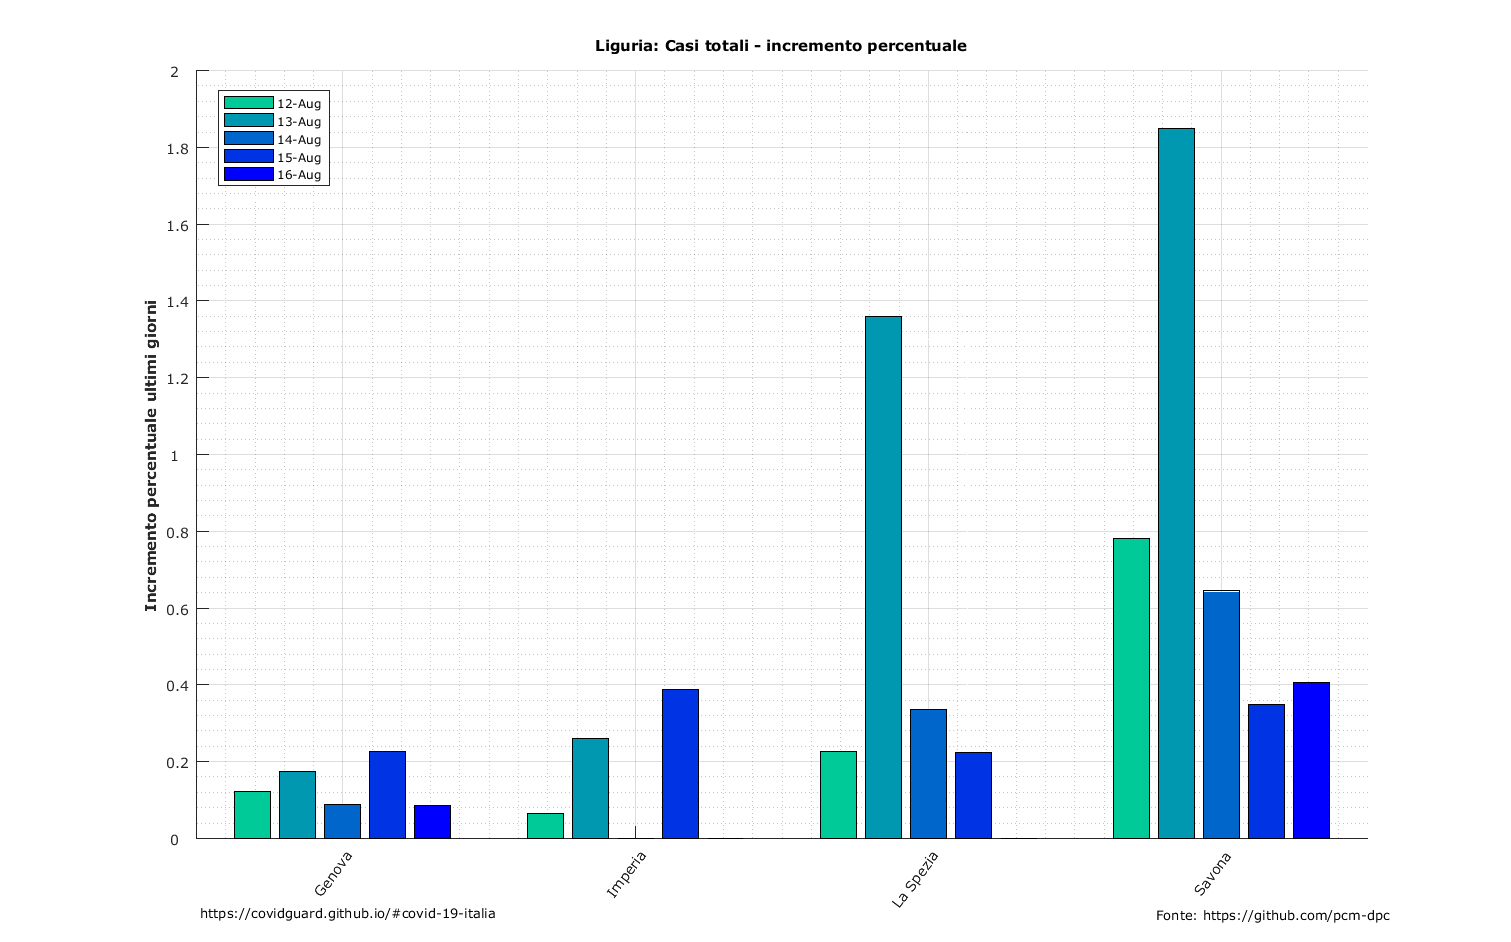 Liguria: Casi totali - incremento percentuale
Incremento percentuale ultimi giorni
2
1.8
1.6
1.4
1.2
1
0.8
0.6
0.4
0.2
0
12-Aug
13-Aug
14-Aug
15-Aug
16-Aug
Genova
Imperia
La Spezia
Savona
https://covidguard.github.io/#covid-19-italia
Fonte: https://github.com/pcm-dpc